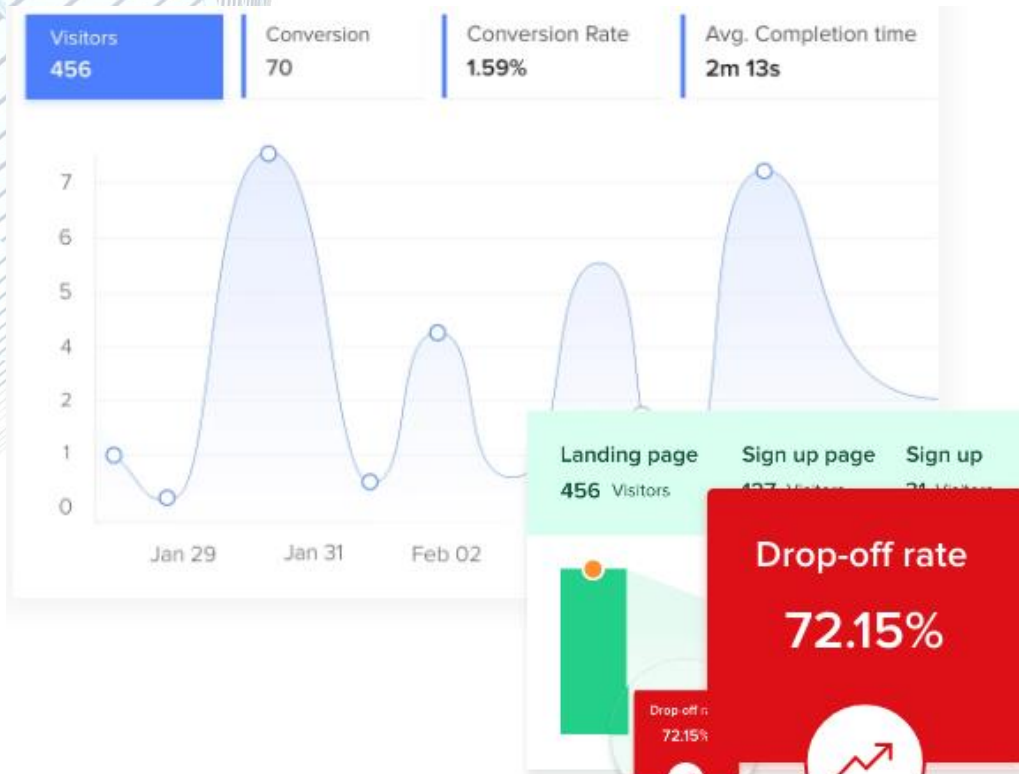 Visitors
456
Conversion
70
Conversion Rate
1.59%
Avg. Completion time
2m 13s
7
6
5
4
2
1
0
Jan 29
Jan 31
Feb 02
Landing page
456 Visitors
Sign up page
Sign up
Drop-off rate
72.15%
Drop-off
72.15%